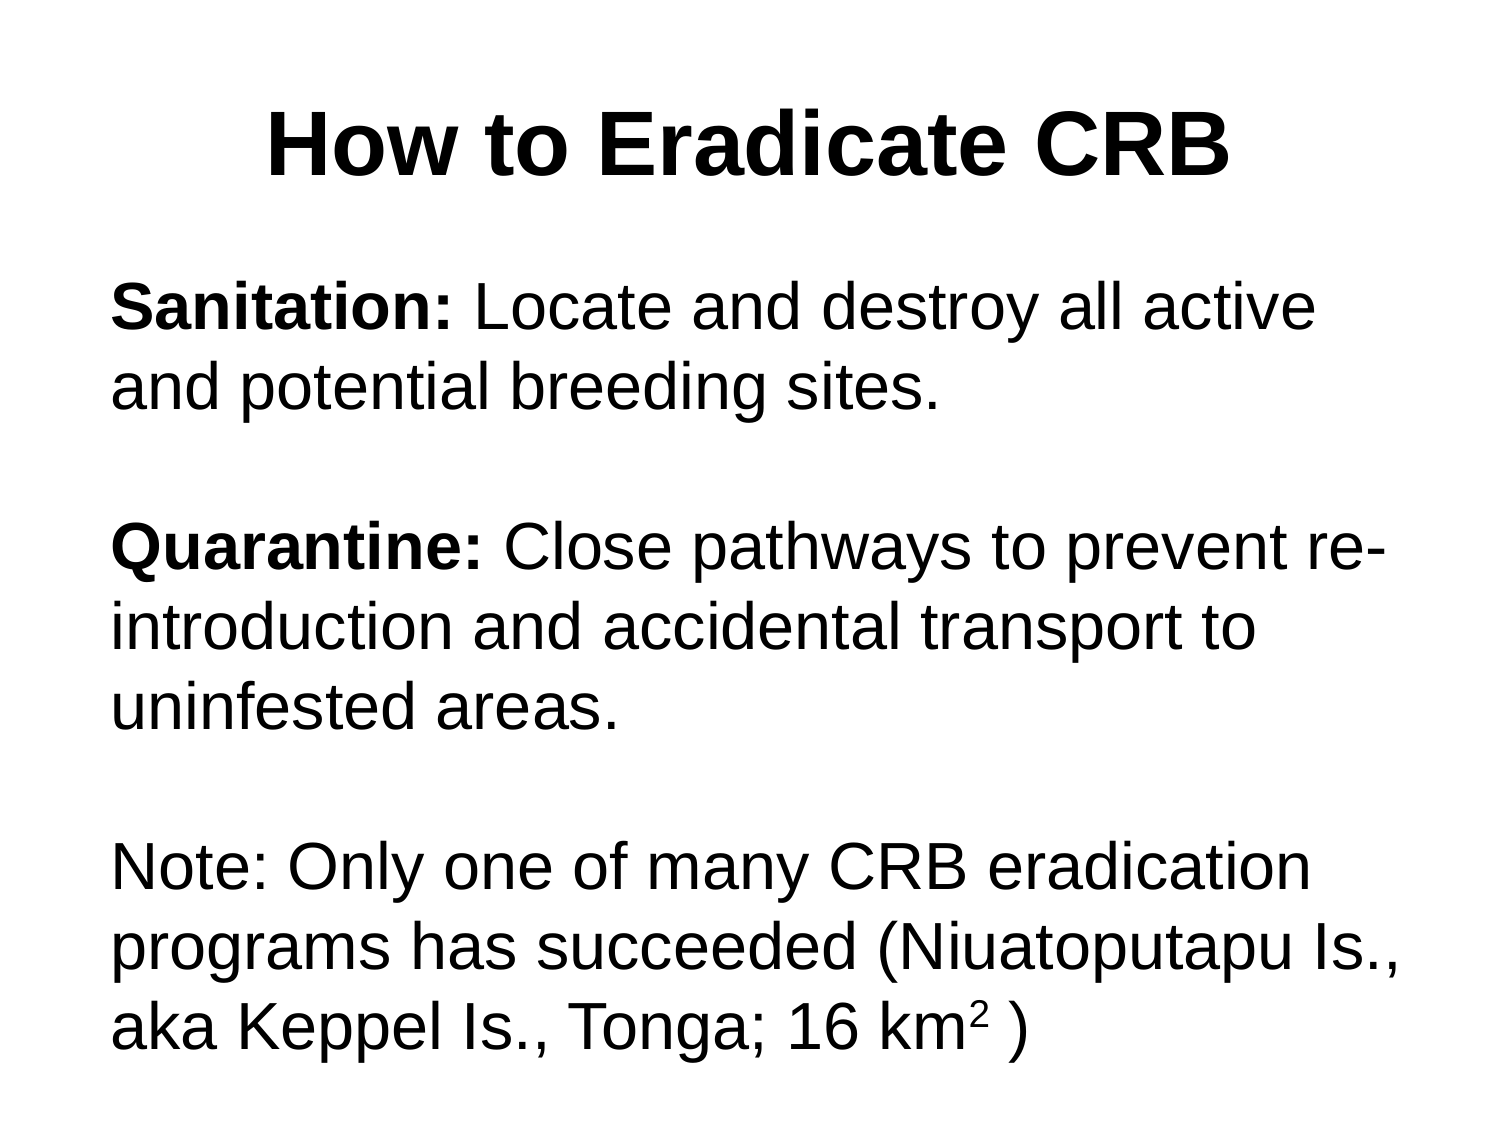 How to Eradicate CRB
Sanitation: Locate and destroy all active
and potential breeding sites.
Quarantine: Close pathways to prevent re-
introduction and accidental transport to
uninfested areas.
Note: Only one of many CRB eradication
programs has succeeded (Niuatoputapu Is.,
aka Keppel Is., Tonga; 16 km² )